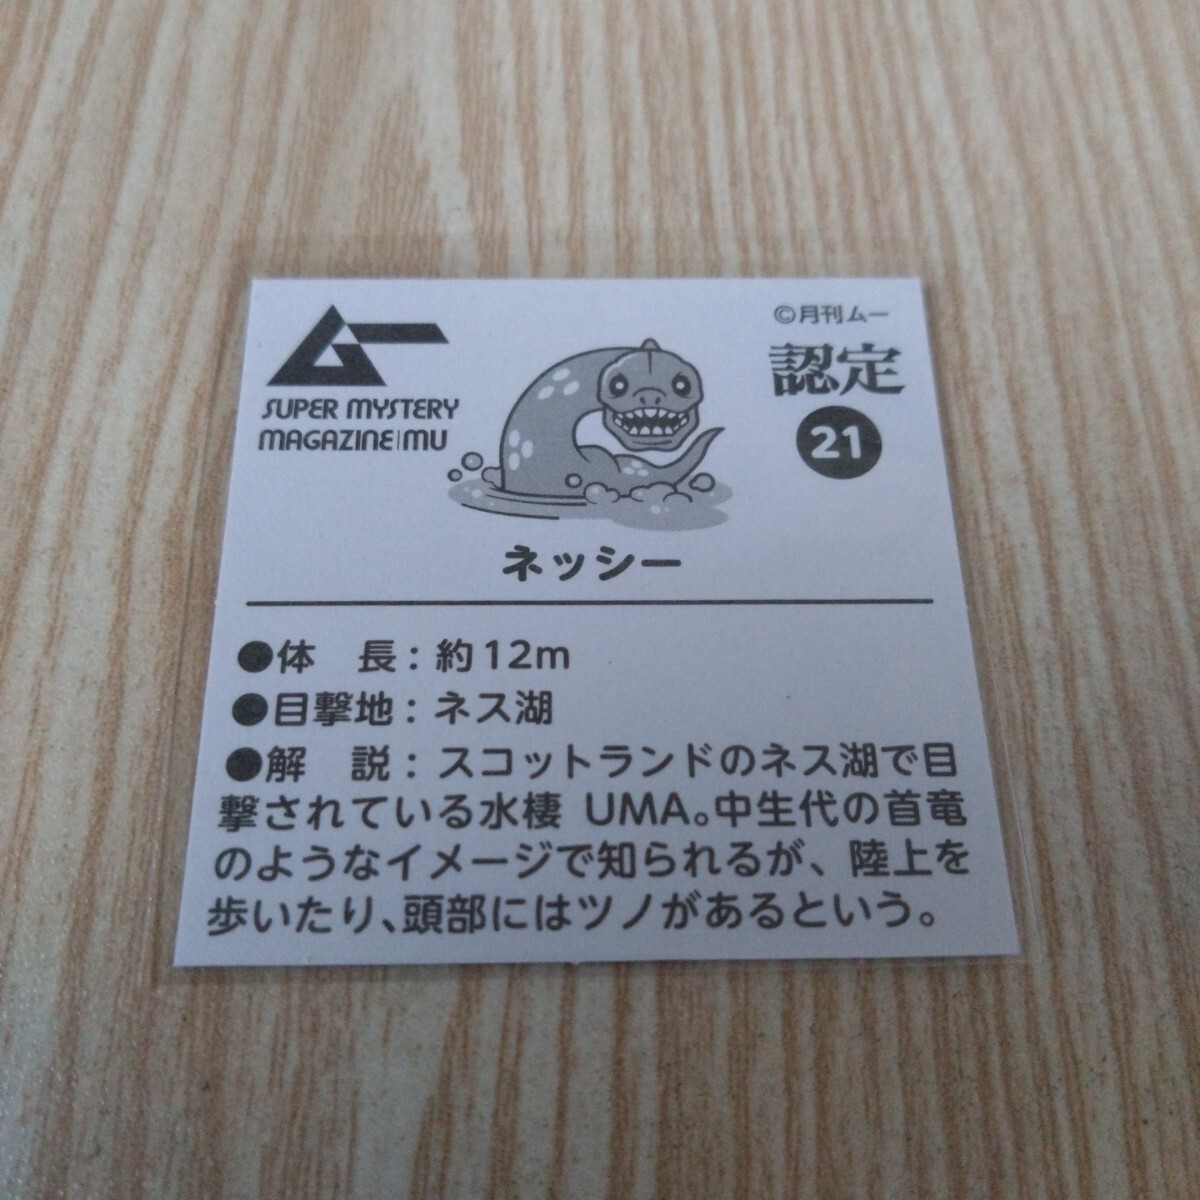 ムー
SUPER MYSTERY
MAGAZINE|MU
©月刊ムー
認定
21
ネッシー
●体　長：約12m
●目撃地：ネス湖
●解　説：スコットランドのネス湖で目
撃されている水棲 UMA。中生代の首竜
のようなイメージで知られるが、陸上を
歩いたり、頭部にはツノがあるという。